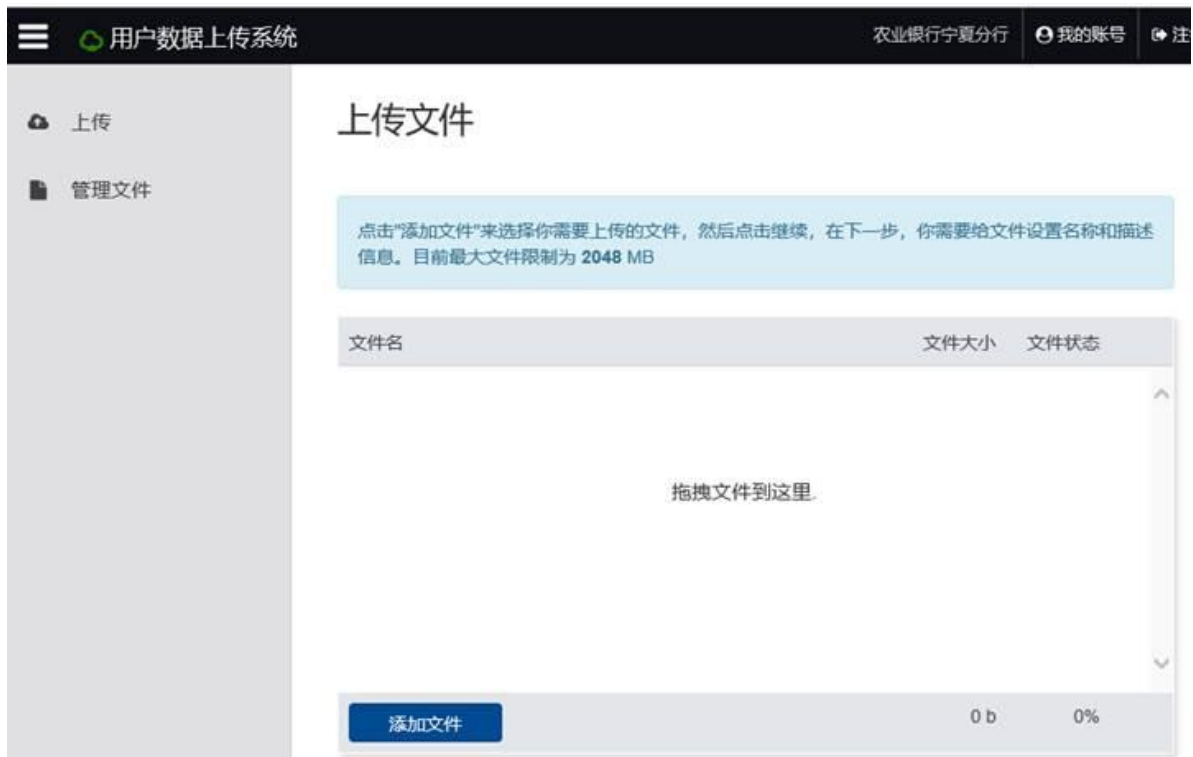 用户数据上传系统 农业银行宁夏分行 我的账号 注
上传
管理文件
上传文件
点击"添加文件"来选择你需要上传的文件，然后点击继续，在下一步，你需要给文件设置名称和描述
信息。目前最大文件限制为 2048 MB
文件名 文件大小 文件状态
拖拽文件到这里.
添加文件 0 b 0%